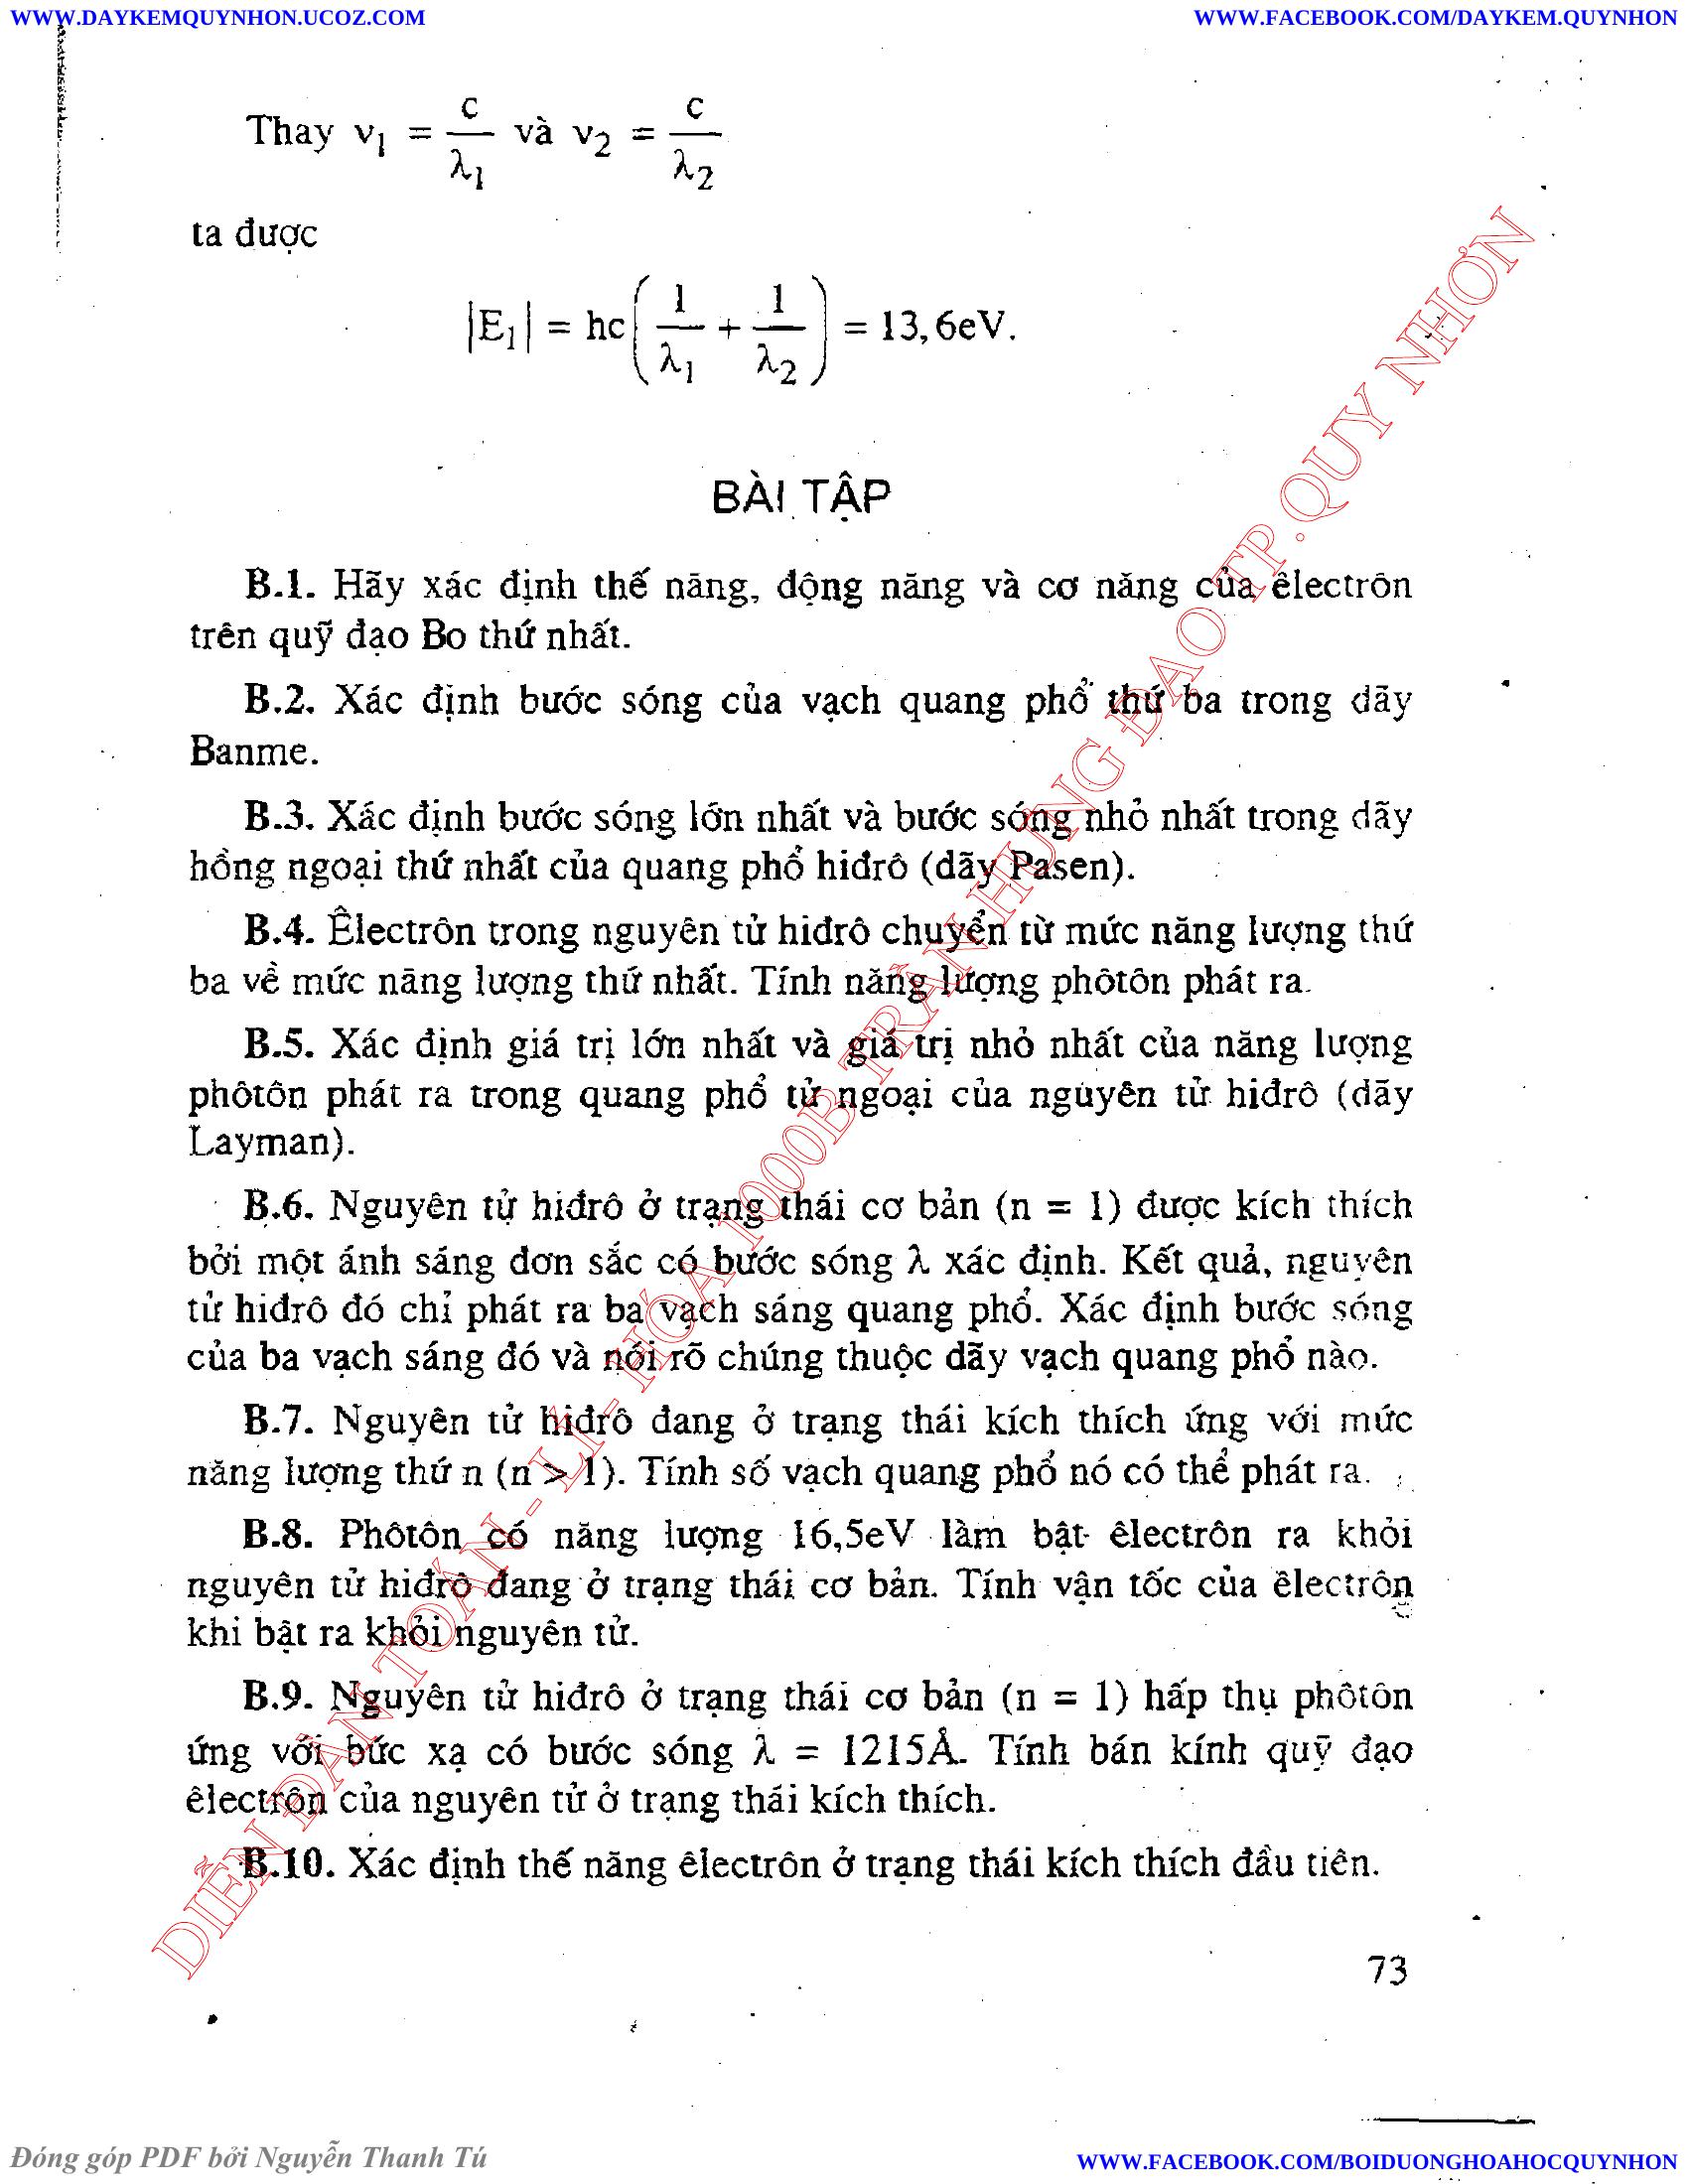 WWW.DAYKEMQUYNHON.UCOZ.COM
WWW.FACEBOOK.COM/DAYKEM.QUYNHON
Thay ν₁ = c/λ₁ và ν₂ = c/λ₂
ta được
|E₁| = hc(1/λ₁ + 1/λ₂) = 13,6eV.
BÀI TẬP
B.1. Hãy xác định thế năng, động năng và cơ năng của êlectrôn
trên quỹ đạo Bo thứ nhất.
B.2. Xác định bước sóng của vạch quang phổ thứ ba trong dãy
Banme.
B.3. Xác định bước sóng lớn nhất và bước sóng nhỏ nhất trong dãy
hồng ngoại thứ nhất của quang phổ hiđrô (dãy Pasen).
B.4. Êlectrôn trong nguyên tử hiđrô chuyển từ mức năng lượng thứ
ba về mức năng lượng thứ nhất. Tính năng lượng phôtôn phát ra.
B.5. Xác định giá trị lớn nhất và giá trị nhỏ nhất của năng lượng
phôtôn phát ra trong quang phổ tử ngoại của nguyên tử hiđrô (dãy
Layman).
B.6. Nguyên tử hiđrô ở trạng thái cơ bản (n = 1) được kích thích
bởi một ánh sáng đơn sắc có bước sóng λ xác định. Kết quả, nguyên
tử hiđrô đó chỉ phát ra ba vạch sáng quang phổ. Xác định bước sóng
của ba vạch sáng đó và nói rõ chúng thuộc dãy vạch quang phổ nào.
B.7. Nguyên tử hiđrô đang ở trạng thái kích thích ứng với mức
năng lượng thứ n (n > 1). Tính số vạch quang phổ nó có thể phát ra.
B.8. Phôtôn có năng lượng 16,5eV làm bật êlectrôn ra khỏi
nguyên tử hiđrô đang ở trạng thái cơ bản. Tính vận tốc của êlectrôn
khi bật ra khỏi nguyên tử.
B.9. Nguyên tử hiđrô ở trạng thái cơ bản (n = 1) hấp thụ phôtôn
ứng với bức xạ có bước sóng λ = 1215Å. Tính bán kính quỹ đạo
êlectrôn của nguyên tử ở trạng thái kích thích.
B.10. Xác định thế năng êlectrôn ở trạng thái kích thích đầu tiên.
73
DIỄN ĐÀN TOÁN - LÍ - HÓA 1000B TRẦN HƯNG ĐẠO TP.QUY NHƠN
Đóng góp PDF bởi Nguyễn Thanh Tú
WWW.FACEBOOK.COM/BOIDUONGHOAHOCQUYNHON